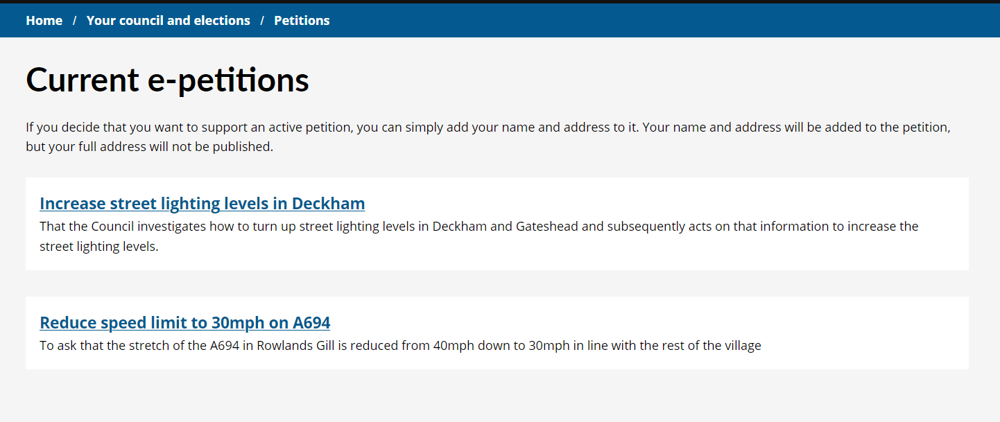 Home / Your council and elections / Petitions
Current e-petitions
If you decide that you want to support an active petition, you can simply add your name and address to it. Your name and address will be added to the petition,
but your full address will not be published.
Increase street lighting levels in Deckham
That the Council investigates how to turn up street lighting levels in Deckham and Gateshead and subsequently acts on that information to increase the
street lighting levels.
Reduce speed limit to 30mph on A694
To ask that the stretch of the A694 in Rowlands Gill is reduced from 40mph down to 30mph in line with the rest of the village